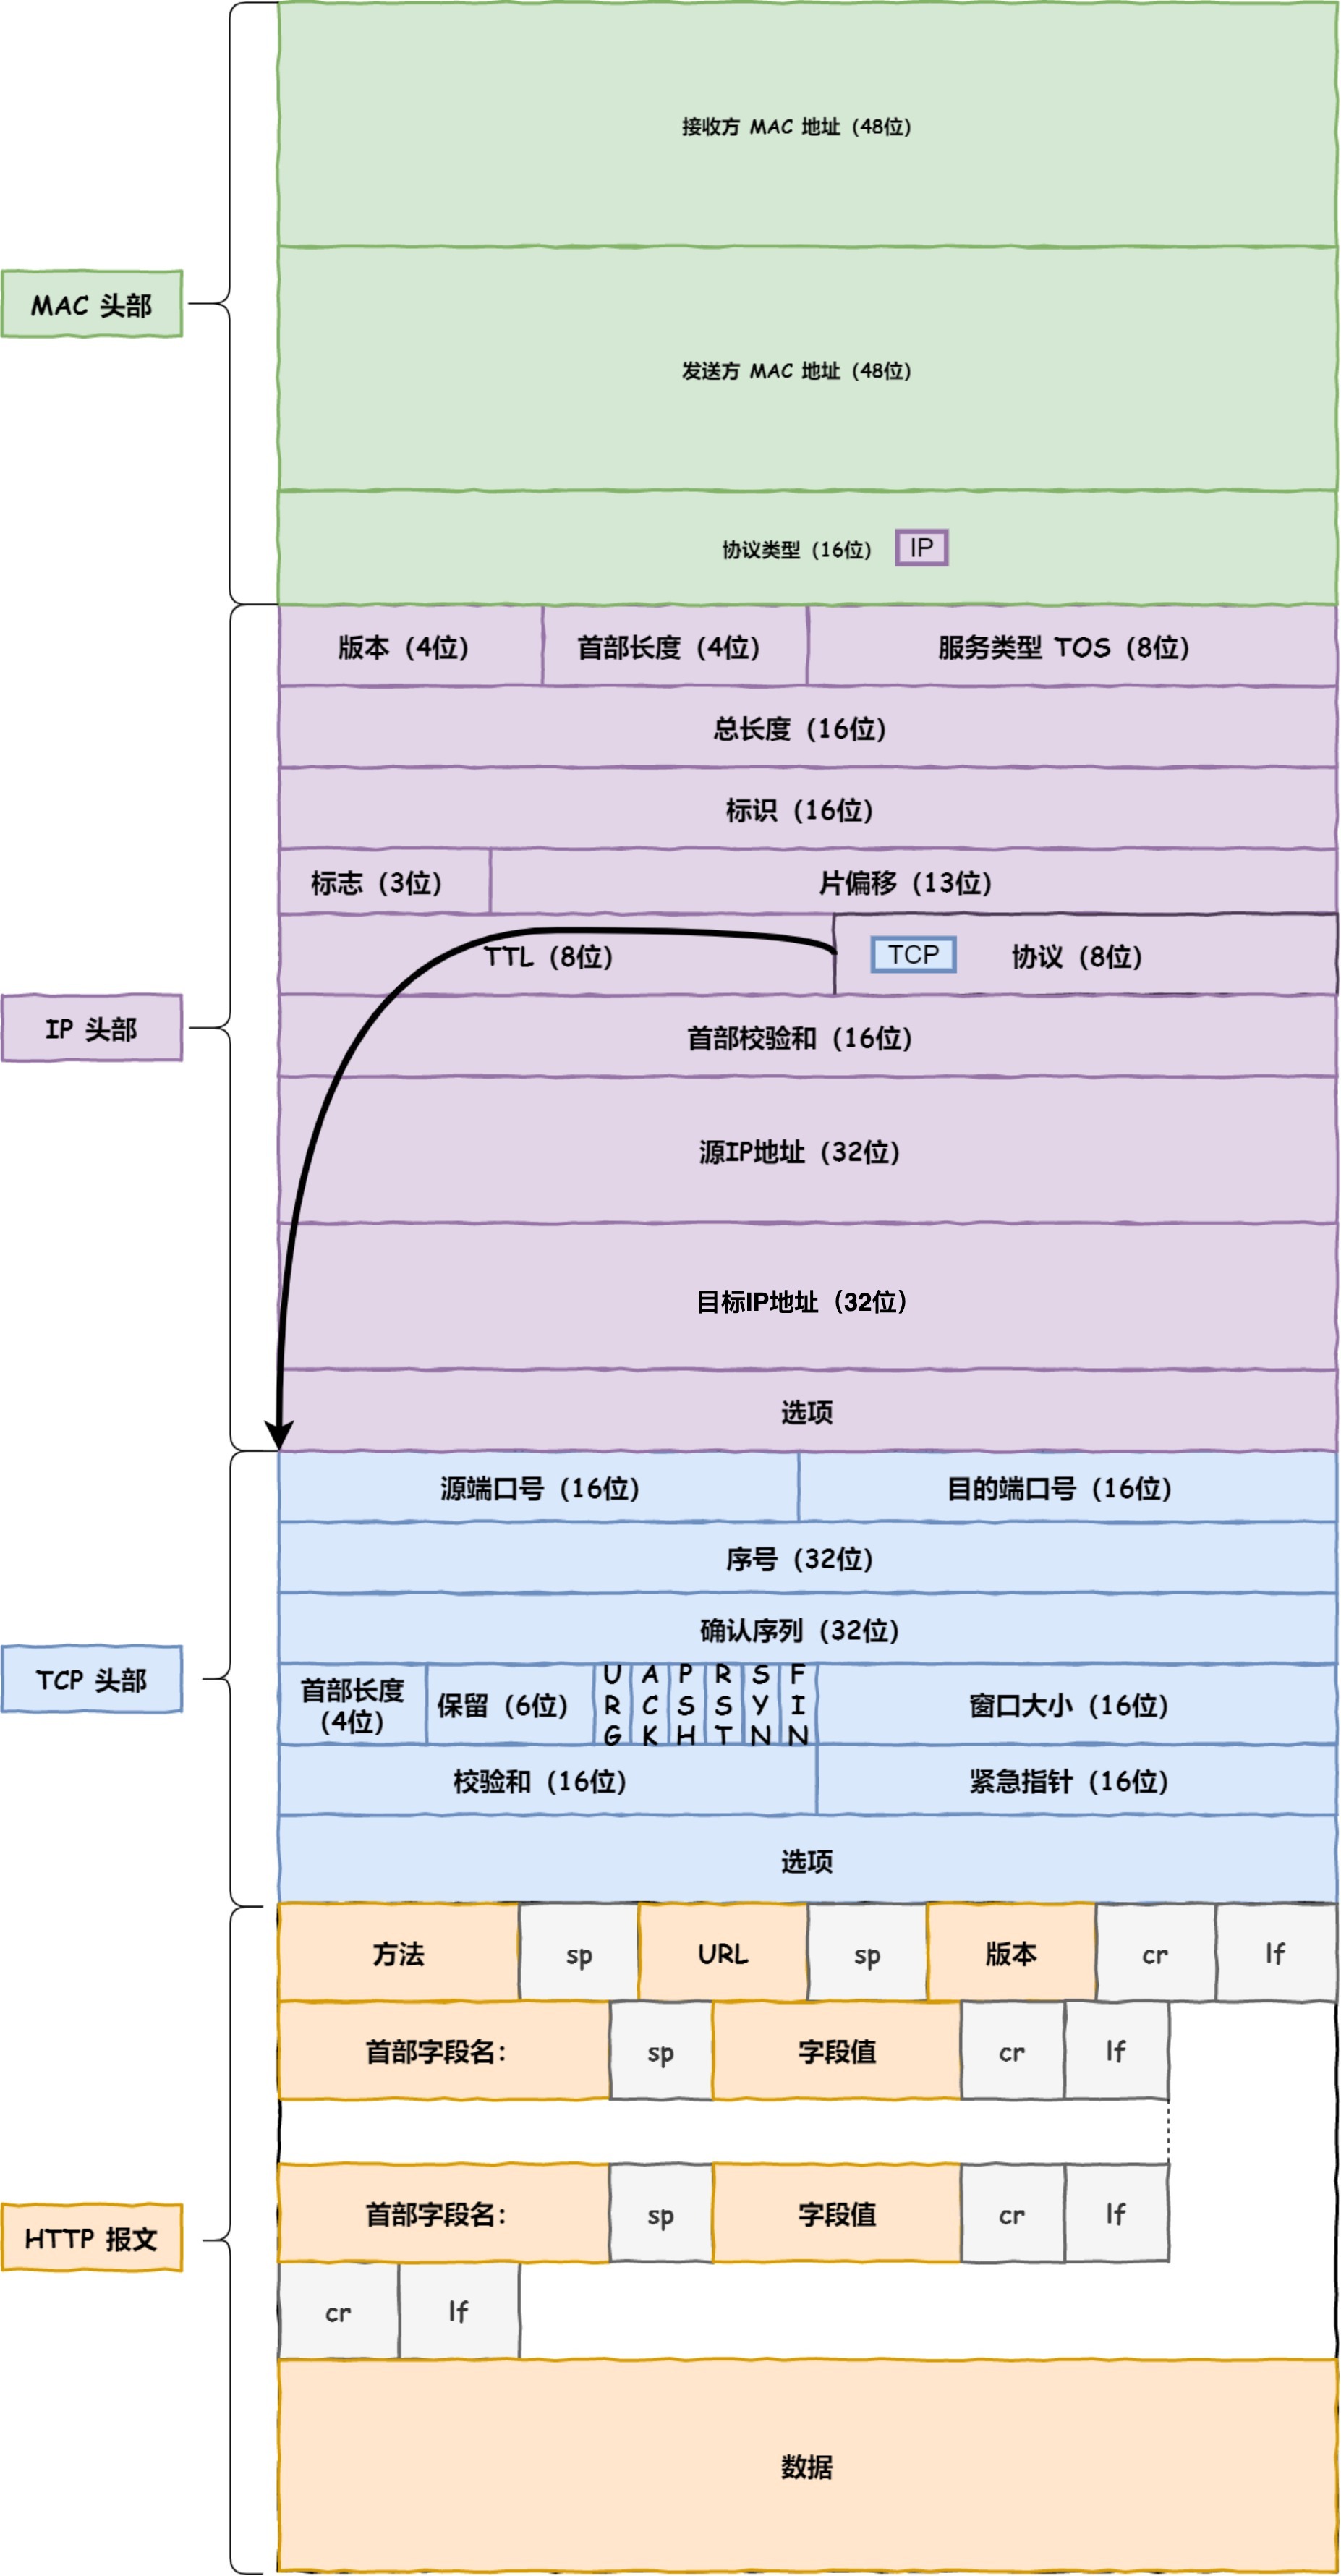 接收方 MAC 地址 (48位)
发送方 MAC 地址 (48位)
MAC 头部
协议类型 (16位) IP
版本 (4位) 首部长度 (4位) 服务类型 TOS (8位)
总长度 (16位)
标识 (16位)
标志 (3位) 片偏移 (13位)
TTL (8位) TCP 协议 (8位)
IP 头部
首部校验和 (16位)
源IP地址 (32位)
目标IP地址（32位）
选项
源端口号 (16位) 目的端口号 (16位)
序号 (32位)
确认序列 (32位)
TCP 头部
首部长度
(4位)
保留 (6位)
URG
ACK
PSH
RST
SYN
FIN
窗口大小 (16位)
校验和 (16位) 紧急指针 (16位)
选项
方法 sp URL sp 版本 cr lf
首部字段名: sp 字段值 cr lf
首部字段名: sp 字段值 cr lf
HTTP 报文
cr lf
数据